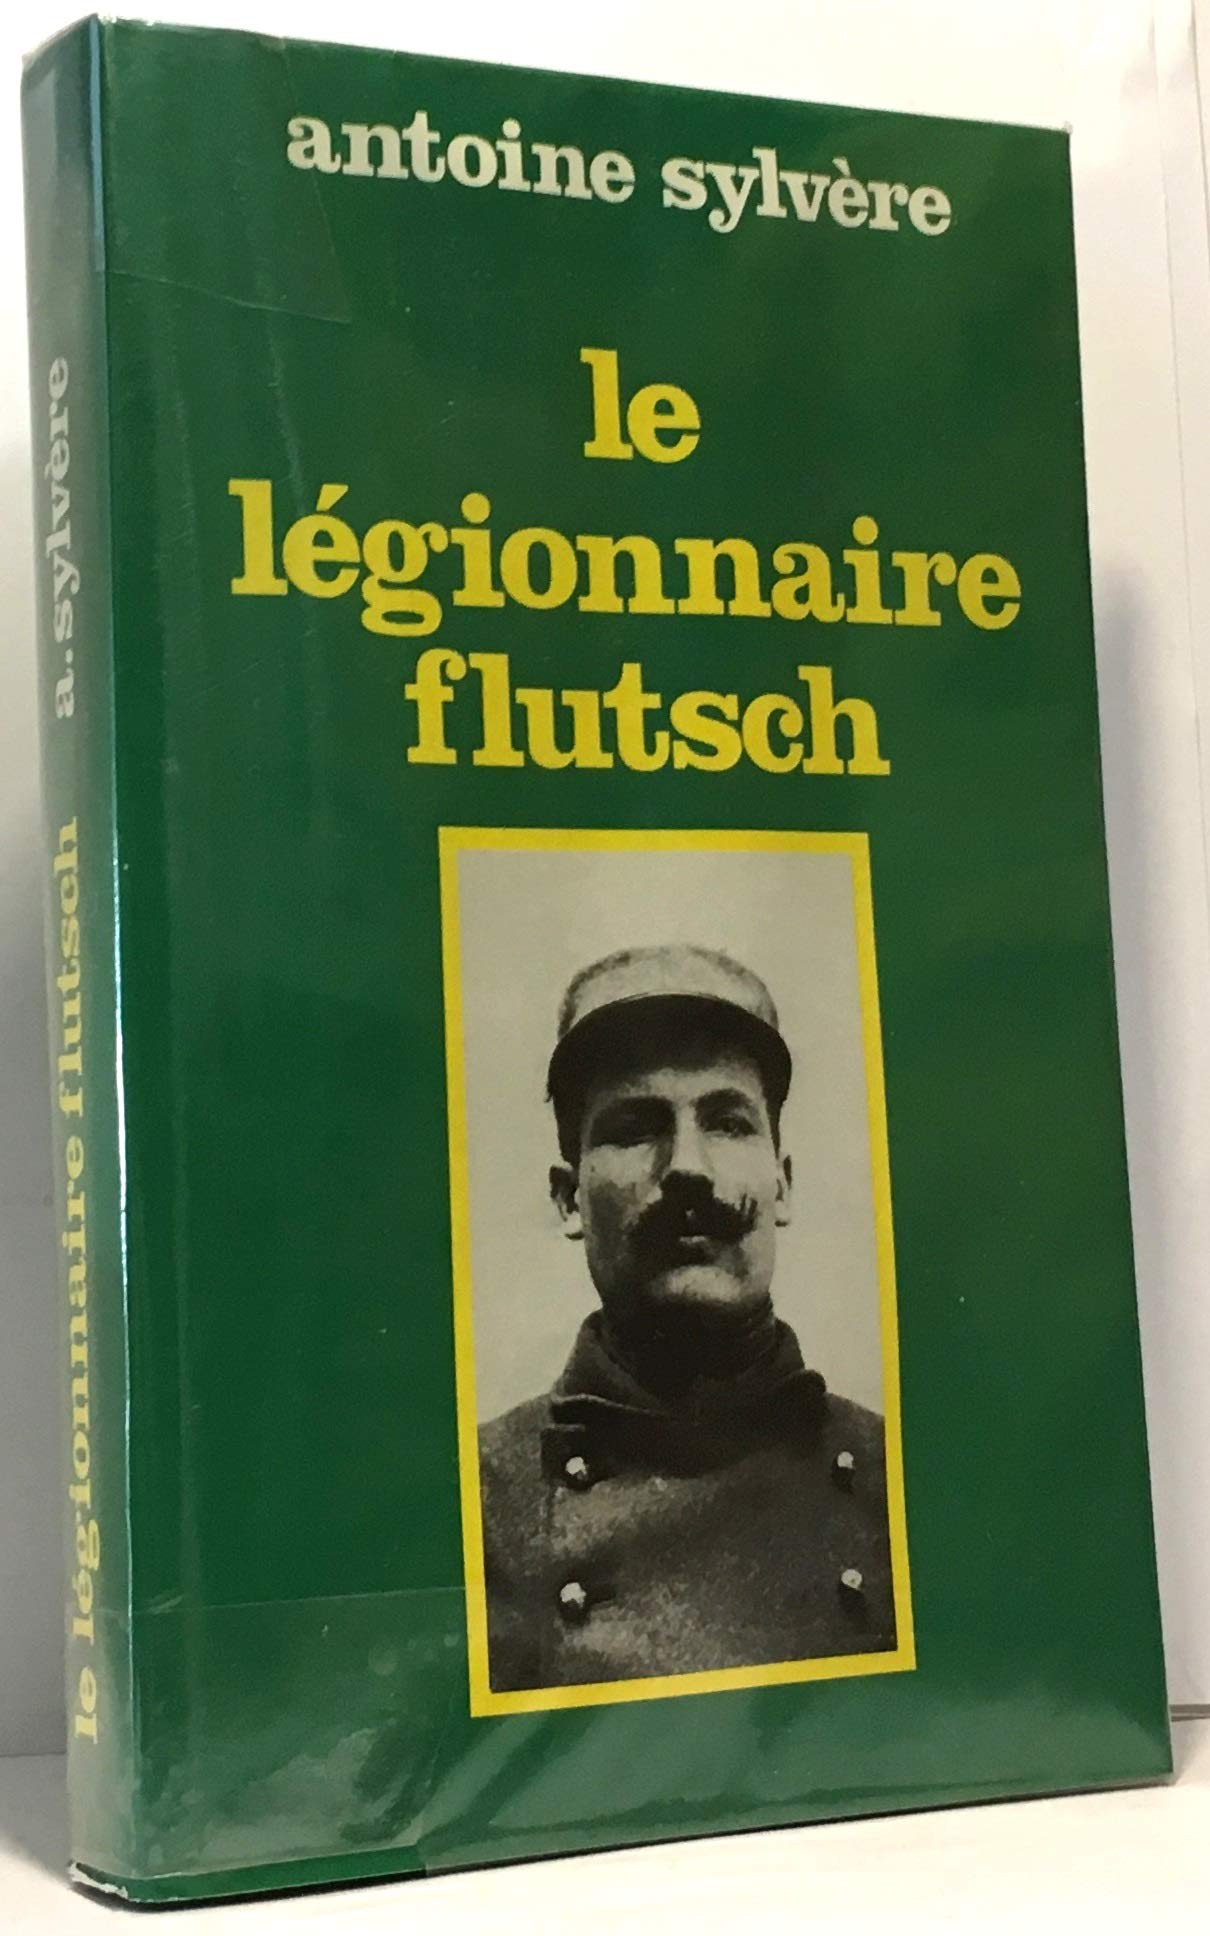 antoine sylvère
le
légionnaire
flutsch
le légionnaire flutsch a. sylvère